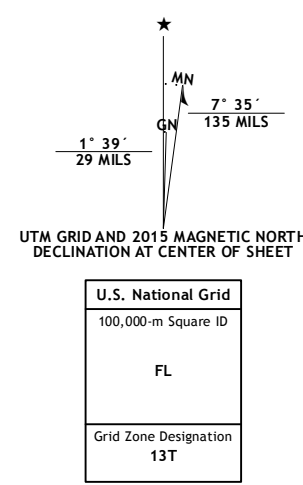 MN
GN
7° 35´
135 MILS
1° 39´
29 MILS
UTM GRID AND 2015 MAGNETIC NORTH
DECLINATION AT CENTER OF SHEET
U.S. National Grid
100,000-m Square ID
FL
Grid Zone Designation
13T